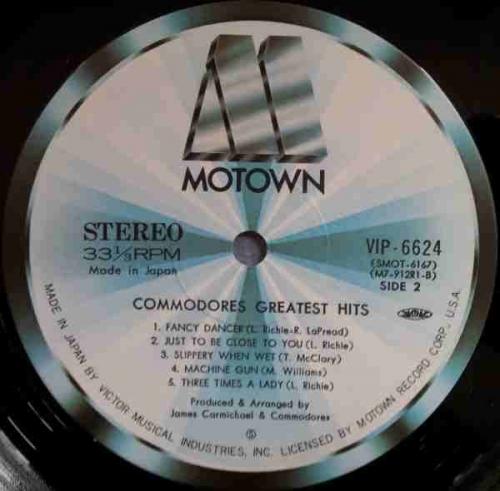 MOTOWN
STEREO
33⅓ RPM
Made in Japan
VIP-6624
(SMOT-6167)
(M7-912R1-B)
SIDE 2
COMMODORES GREATEST HITS
1. FANCY DANCER (L. Richie-R. LaPread)
2. JUST TO BE CLOSE TO YOU (L. Richie)
3. SLIPPERY WHEN WET (T. McClary)
4. MACHINE GUN (M. Williams)
5. THREE TIMES A LADY (L. Richie)
Produced & Arranged by
James Carmichael & Commodores
MADE IN JAPAN BY VICTOR MUSICAL INDUSTRIES, INC. LICENSED BY MOTOWN RECORD CORP., U.S.A.